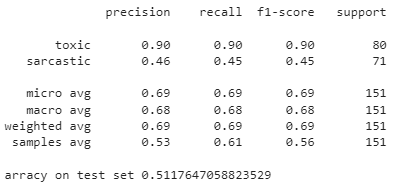 precision recall f1-score support
toxic 0.90 0.90 0.90 80
sarcastic 0.46 0.45 0.45 71
micro avg 0.69 0.69 0.69 151
macro avg 0.68 0.68 0.68 151
weighted avg 0.69 0.69 0.69 151
samples avg 0.53 0.61 0.56 151
arracy on test set 0.5117647058823529